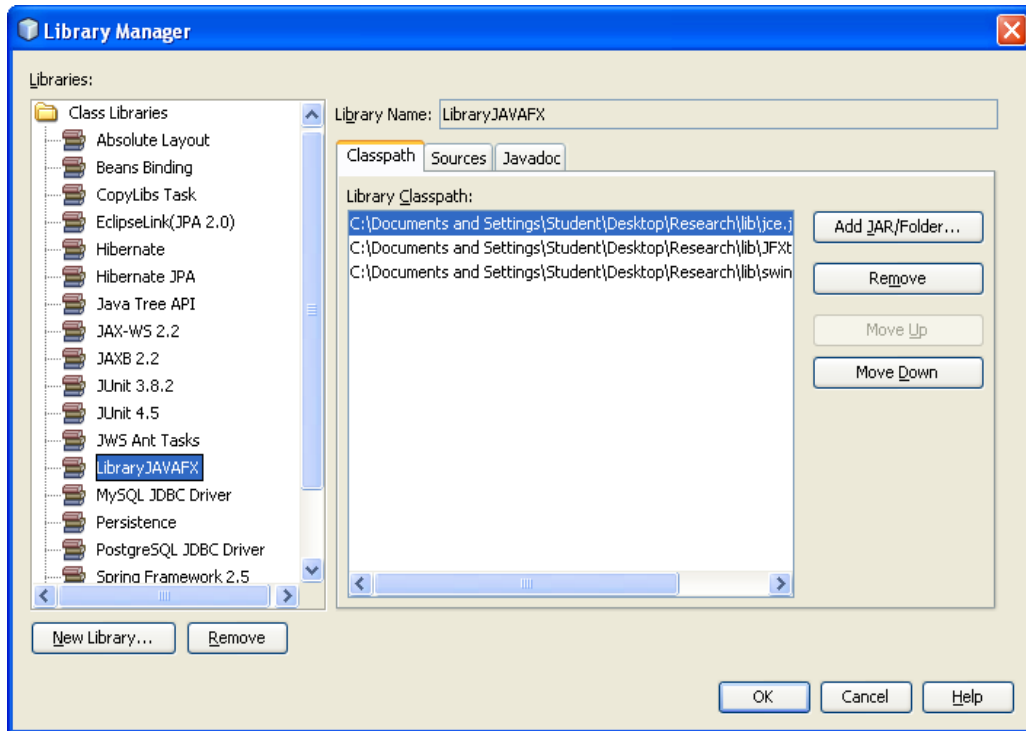 Library Manager
Libraries:
Class Libraries
Absolute Layout
Beans Binding
CopyLibs Task
EclipseLink(JPA 2.0)
Hibernate
Hibernate JPA
Java Tree API
JAX-WS 2.2
JAXB 2.2
JUnit 3.8.2
JUnit 4.5
JWS Ant Tasks
LibraryJAVAFX
MySQL JDBC Driver
Persistence
PostgreSQL JDBC Driver
Spring Framework 2.5
New Library...
Remove
Library Name: LibraryJAVAFX
Classpath Sources Javadoc
Library Classpath:
C:\Documents and Settings\Student\Desktop\Research\lib\jce.j
C:\Documents and Settings\Student\Desktop\Research\lib\JFXt
C:\Documents and Settings\Student\Desktop\Research\lib\swin
Add JAR/Folder...
Remove
Move Up
Move Down
OK Cancel Help